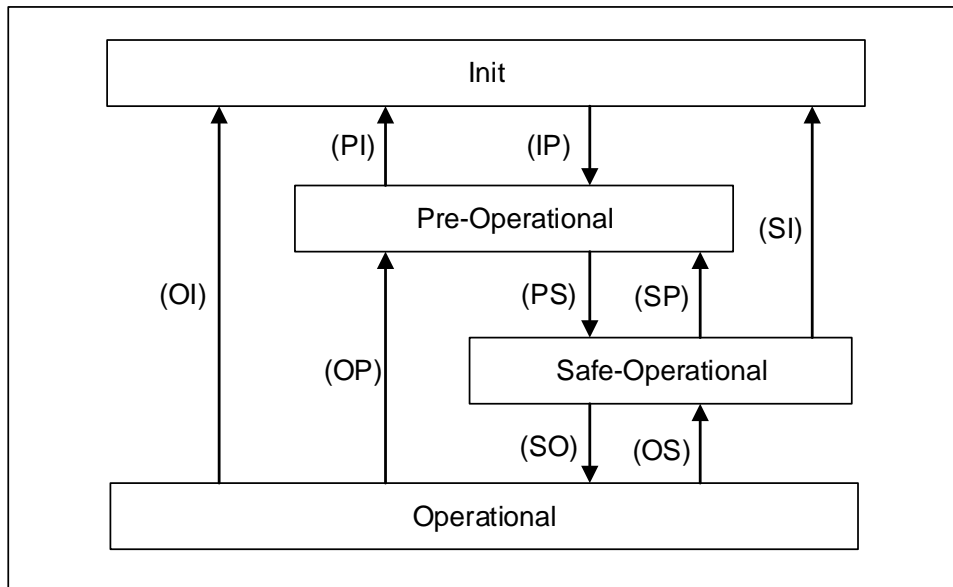 Init
(PI)
(IP)
Pre-Operational
(SI)
(OI)
(PS)
(SP)
(OP)
Safe-Operational
(SO)
(OS)
Operational